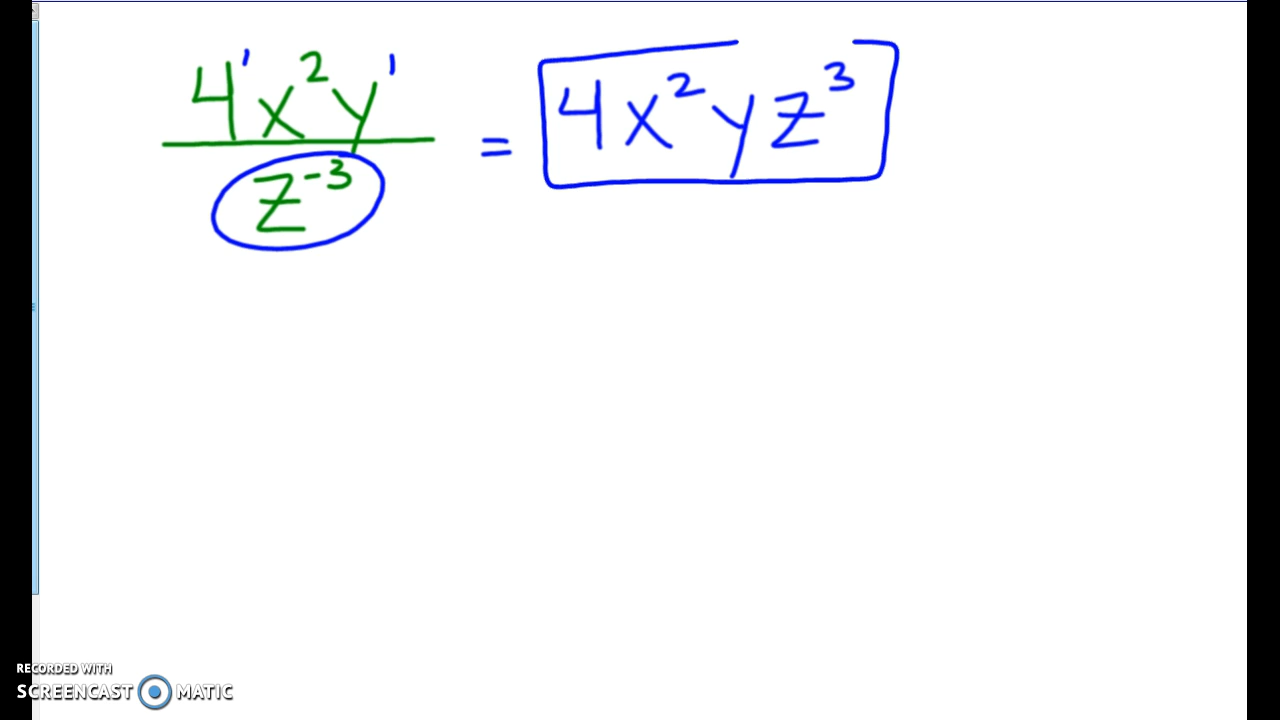 4¹x²y¹ / z⁻³ = 4x²yz³
RECORDED WITH
SCREENCAST MATIC